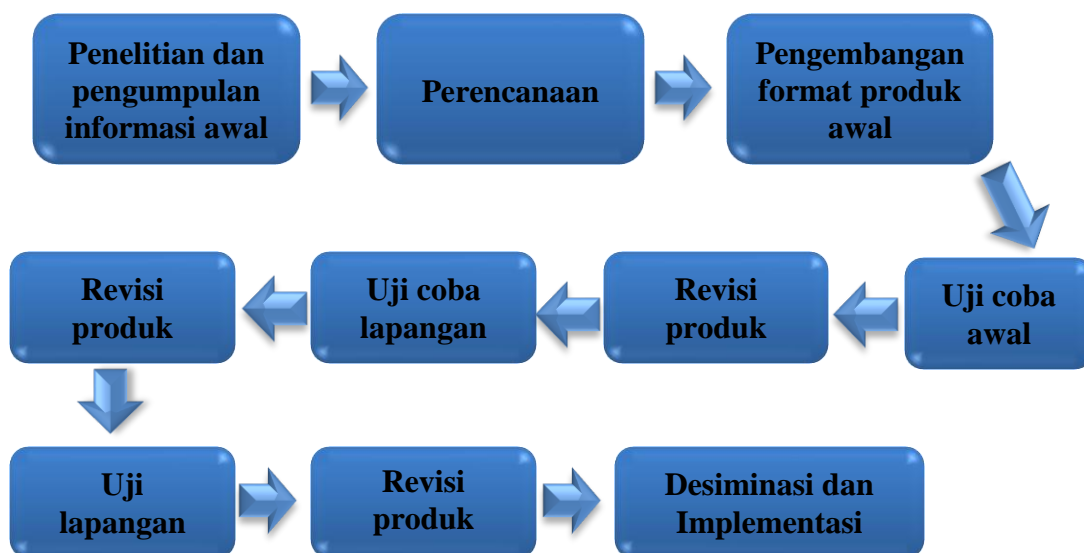 Penelitian dan
pengumpulan
informasi awal
Perencanaan
Pengembangan
format produk
awal
Uji coba
awal
Revisi
produk
Uji coba
lapangan
Revisi
produk
Uji
lapangan
Revisi
produk
Desiminasi dan
Implementasi